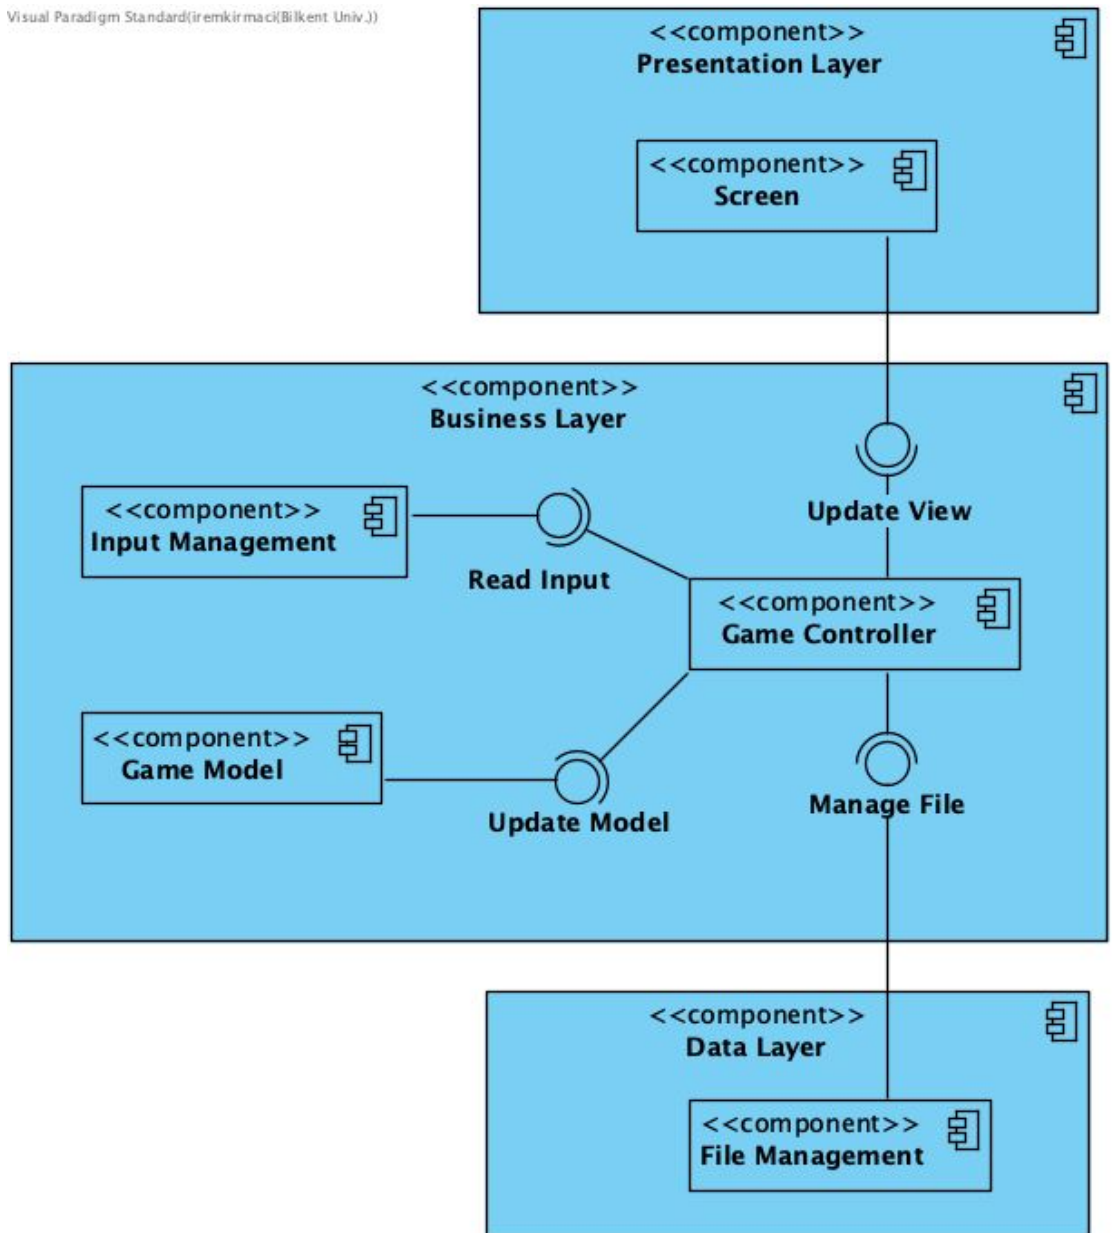 Visual Paradigm Standard(iremkirmaci(Bilkent Univ.))
<<component>>
Presentation Layer
<<component>>
Screen
<<component>>
Business Layer
Update View
<<component>>
Input Management
Read Input
<<component>>
Game Controller
<<component>>
Game Model
Update Model
Manage File
<<component>>
Data Layer
<<component>>
File Management